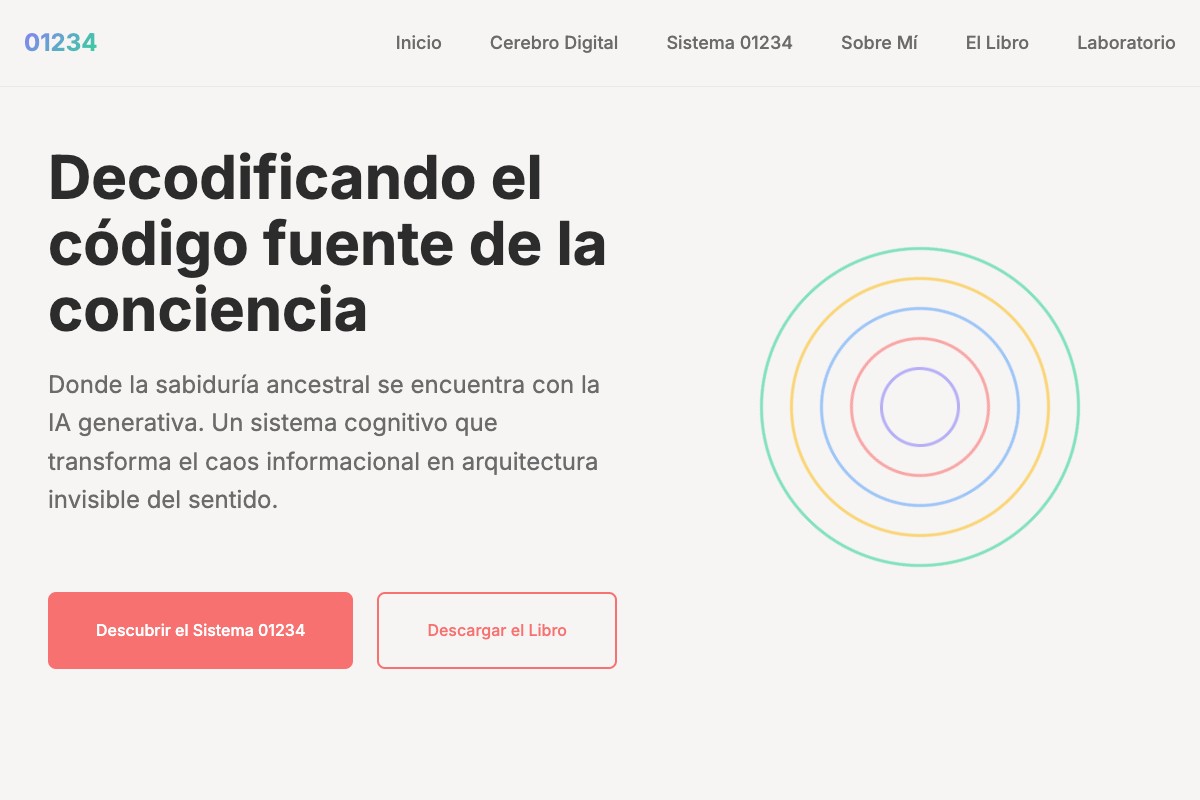 01234
Inicio
Cerebro Digital
Sistema 01234
Sobre Mí
El Libro
Laboratorio
Decodificando el
código fuente de la
conciencia
Donde la sabiduría ancestral se encuentra con la
IA generativa. Un sistema cognitivo que
transforma el caos informacional en arquitectura
invisible del sentido.
Descubrir el Sistema 01234
Descargar el Libro